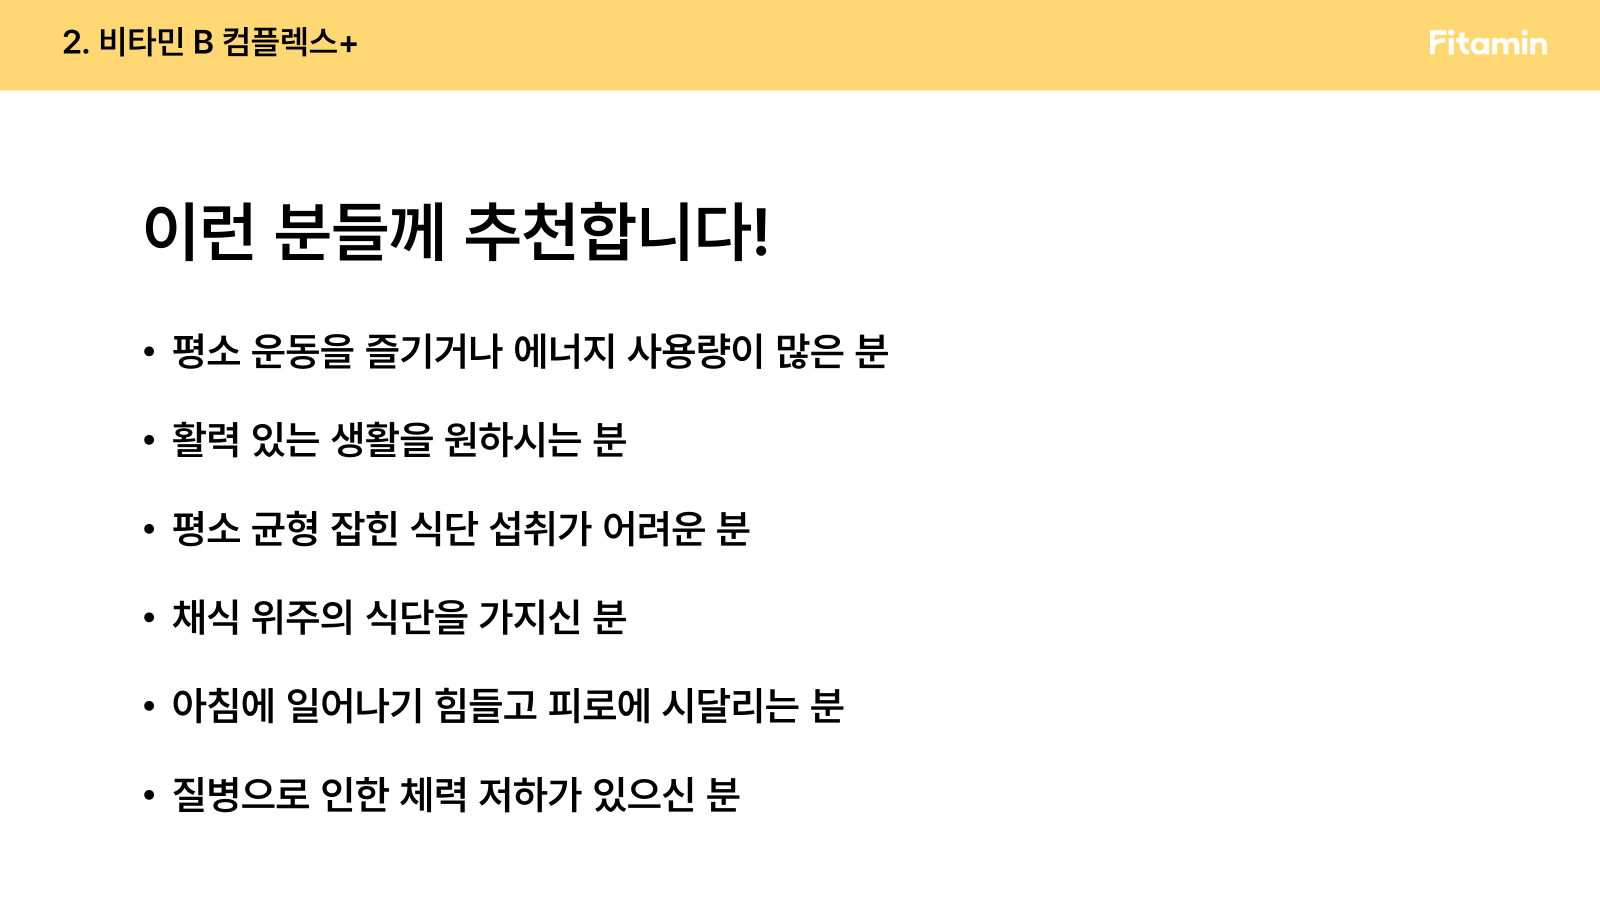 2. 비타민 B 컴플렉스+
Fitamin
이런 분들께 추천합니다!
• 평소 운동을 즐기거나 에너지 사용량이 많은 분
• 활력 있는 생활을 원하시는 분
• 평소 균형 잡힌 식단 섭취가 어려운 분
• 채식 위주의 식단을 가지신 분
• 아침에 일어나기 힘들고 피로에 시달리는 분
• 질병으로 인한 체력 저하가 있으신 분